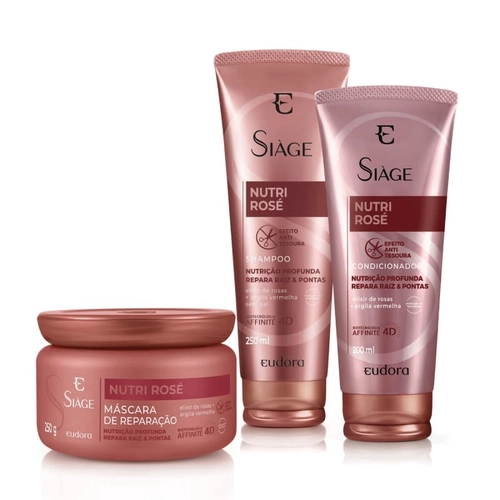 SIÀGE
NUTRI
ROSÉ
EFEITO
ANTI
TESOURA
SHAMPOO
NUTRIÇÃO PROFUNDA
REPARA RAIZ & PONTAS
elixir de rosas
+ argila vermelha
BIOTECNOLOGIA
AFFINITÉ 4D
250 ml
eudora
SIÀGE
NUTRI
ROSÉ
EFEITO
ANTI
TESOURA
CONDICIONADOR
NUTRIÇÃO PROFUNDA
REPARA RAIZ & PONTAS
elixir de rosas
+ argila vermelha
BIOTECNOLOGIA
AFFINITÉ 4D
200 ml
eudora
SIÀGE
NUTRI ROSÉ
MÁSCARA
DE REPARAÇÃO
elixir de rosas +
argila vermelha
NUTRIÇÃO PROFUNDA
REPARA RAIZ & PONTAS
BIOTECNOLOGIA
AFFINITÉ 4D
250 g
eudora